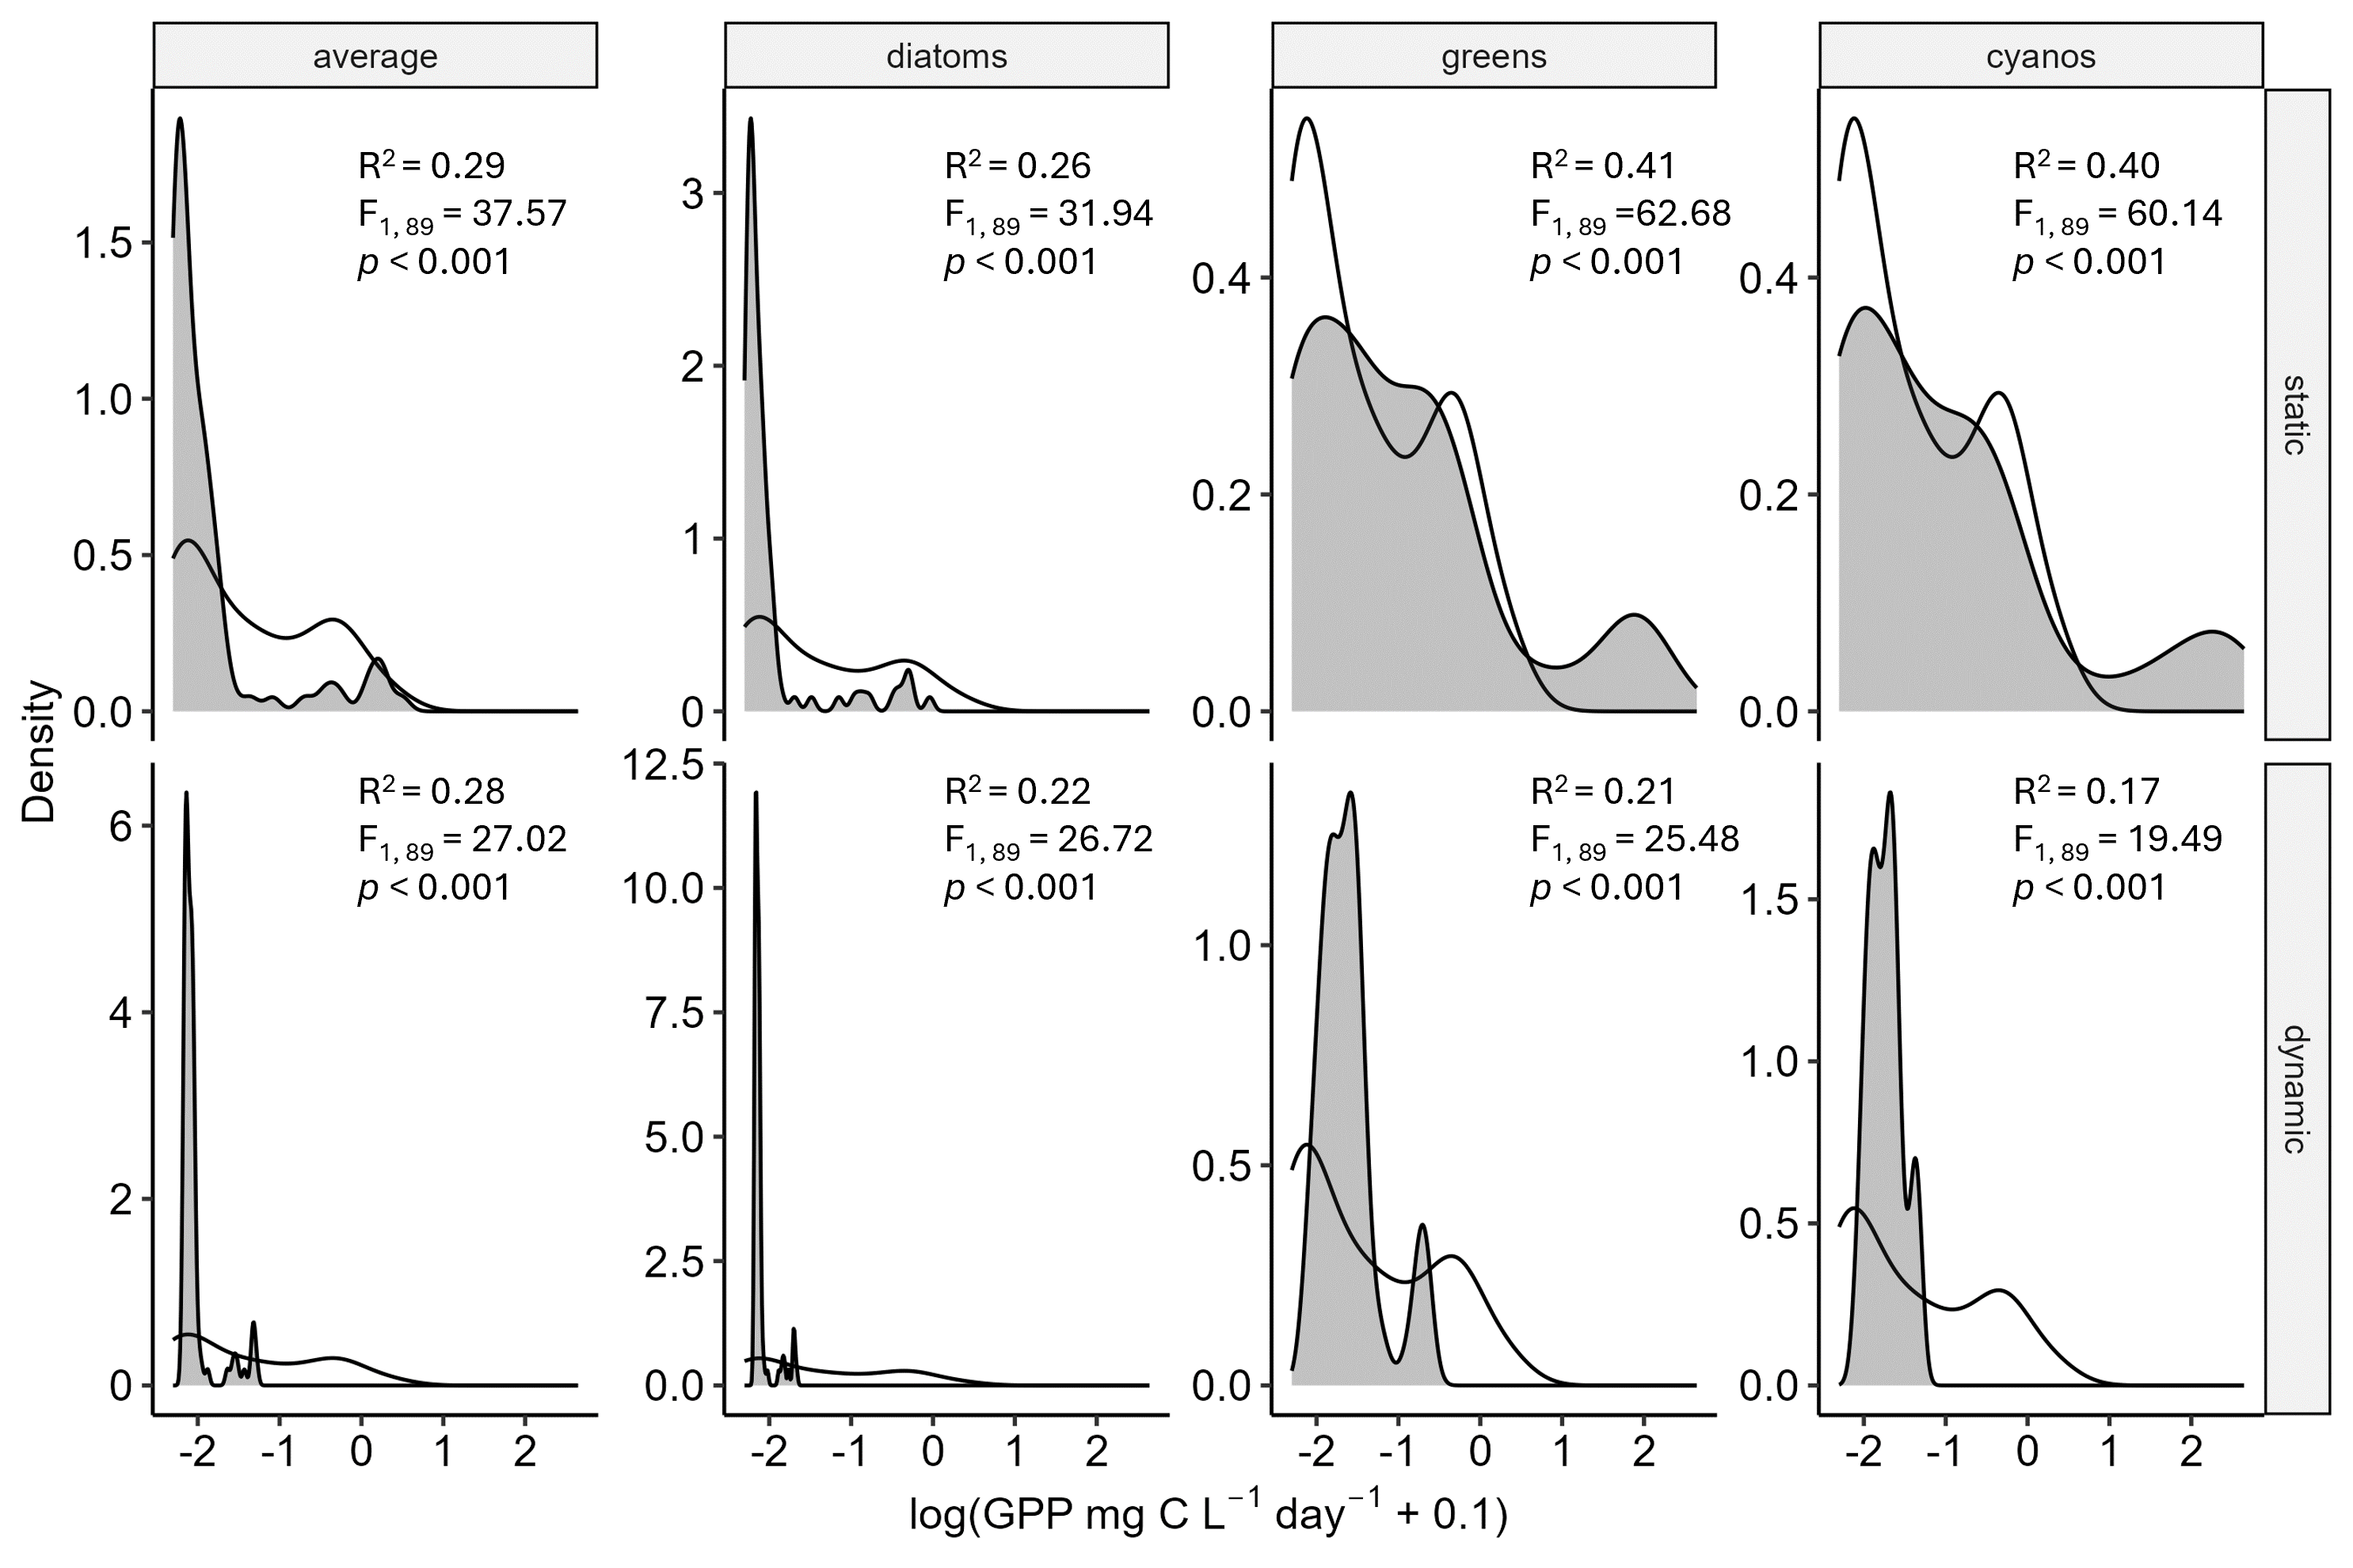 average
diatoms
greens
cyanos
static
dynamic
Density
R² = 0.29
F₁, ₈₉ = 37.57
p < 0.001
1.5
1.0
0.5
0.0
R² = 0.26
F₁, ₈₉ = 31.94
p < 0.001
3
2
1
0
R² = 0.41
F₁, ₈₉ =62.68
p < 0.001
0.4
0.2
0.0
R² = 0.40
F₁, ₈₉ = 60.14
p < 0.001
0.4
0.2
0.0
R² = 0.28
F₁, ₈₉ = 27.02
p < 0.001
6
4
2
0
R² = 0.22
F₁, ₈₉ = 26.72
p < 0.001
12.5
10.0
7.5
5.0
2.5
0.0
R² = 0.21
F₁, ₈₉ = 25.48
p < 0.001
1.0
0.5
0.0
R² = 0.17
F₁, ₈₉ = 19.49
p < 0.001
1.5
1.0
0.5
0.0
-2 -1 0 1 2
-2 -1 0 1 2
-2 -1 0 1 2
-2 -1 0 1 2
log(GPP mg C L⁻¹ day⁻¹ + 0.1)